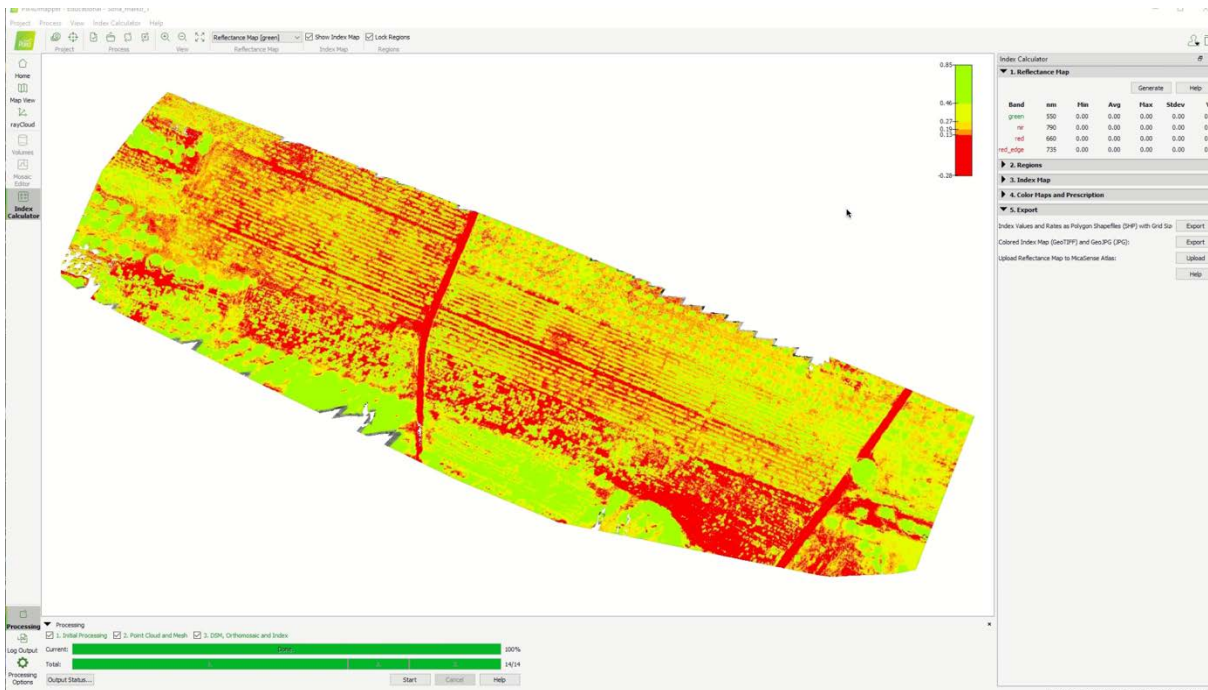 Project Process View Index Calculator Help
Reflectance Map (green)
Show Index Map
Lock Regions
Project
Process
View
Reflectance Map
Index Map
Regions
Home
Map View
rayCloud
Volumes
Mosaic
Editor
Index
Calculator
0.85
0.46
0.27
0.19
0.13
-0.28
Index Calculator
1. Reflectance Map
Generate
Help
Band nm Min Avg Max Stdev
green 550 0.00 0.00 0.00 0.00
nir 790 0.00 0.00 0.00 0.00
red 660 0.00 0.00 0.00 0.00
red_edge 735 0.00 0.00 0.00 0.00
2. Regions
3. Index Map
4. Color Maps and Prescription
5. Export
Index Values and Rates as Polygon Shapefiles (SHP) with Grid Siz
Export
Colored Index Map (GeoTIFF) and GeoJPG (JPG):
Export
Upload Reflectance Map to MicaSense Atlas:
Upload
Help
Processing
Log Output
Processing
Options
Processing
1. Initial Processing
2. Point Cloud and Mesh
3. DSM, Orthomosaic and Index
Current:
Done
100%
Total:
14/14
Output Status...
Start
Cancel
Help